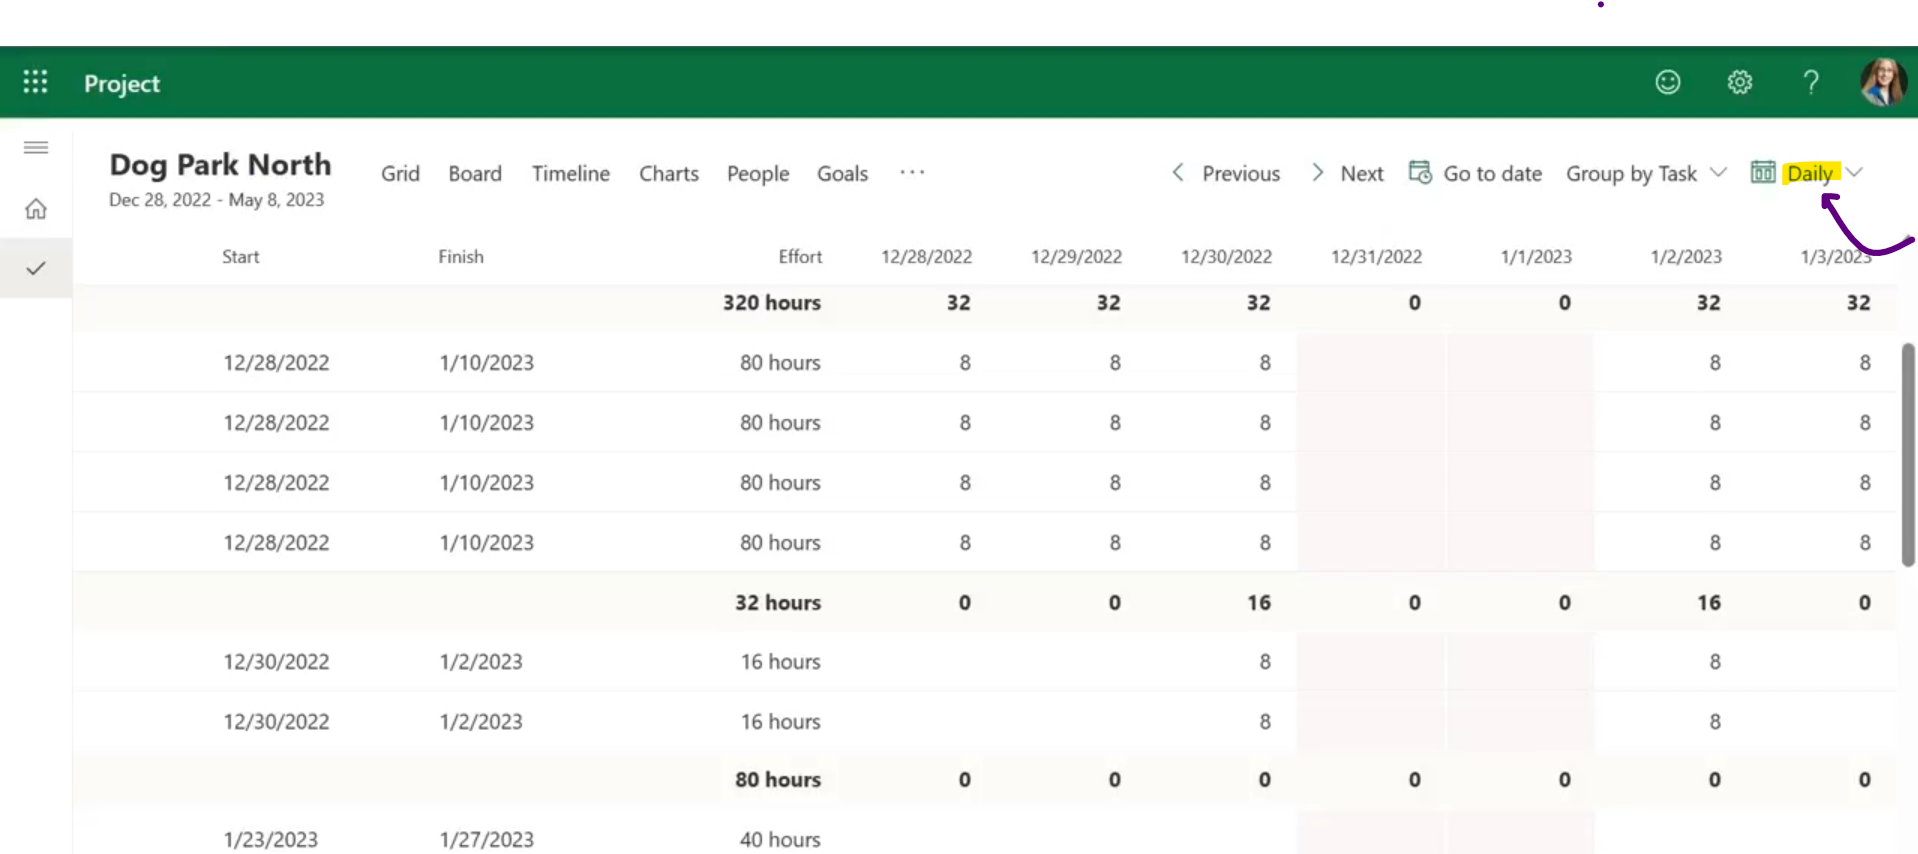 Project
Dog Park North
Grid Board Timeline Charts People Goals ··· Previous Next Go to date Group by Task Daily
Dec 28, 2022 - May 8, 2023
Start Finish Effort 12/28/2022 12/29/2022 12/30/2022 12/31/2022 1/1/2023 1/2/2023 1/3/2023
320 hours 32 32 32 0 0 32 32
12/28/2022 1/10/2023 80 hours 8 8 8 8 8
12/28/2022 1/10/2023 80 hours 8 8 8 8 8
12/28/2022 1/10/2023 80 hours 8 8 8 8 8
12/28/2022 1/10/2023 80 hours 8 8 8 8 8
32 hours 0 0 16 0 0 16 0
12/30/2022 1/2/2023 16 hours 8 8
12/30/2022 1/2/2023 16 hours 8 8
80 hours 0 0 0 0 0 0 0
1/23/2023 1/27/2023 40 hours